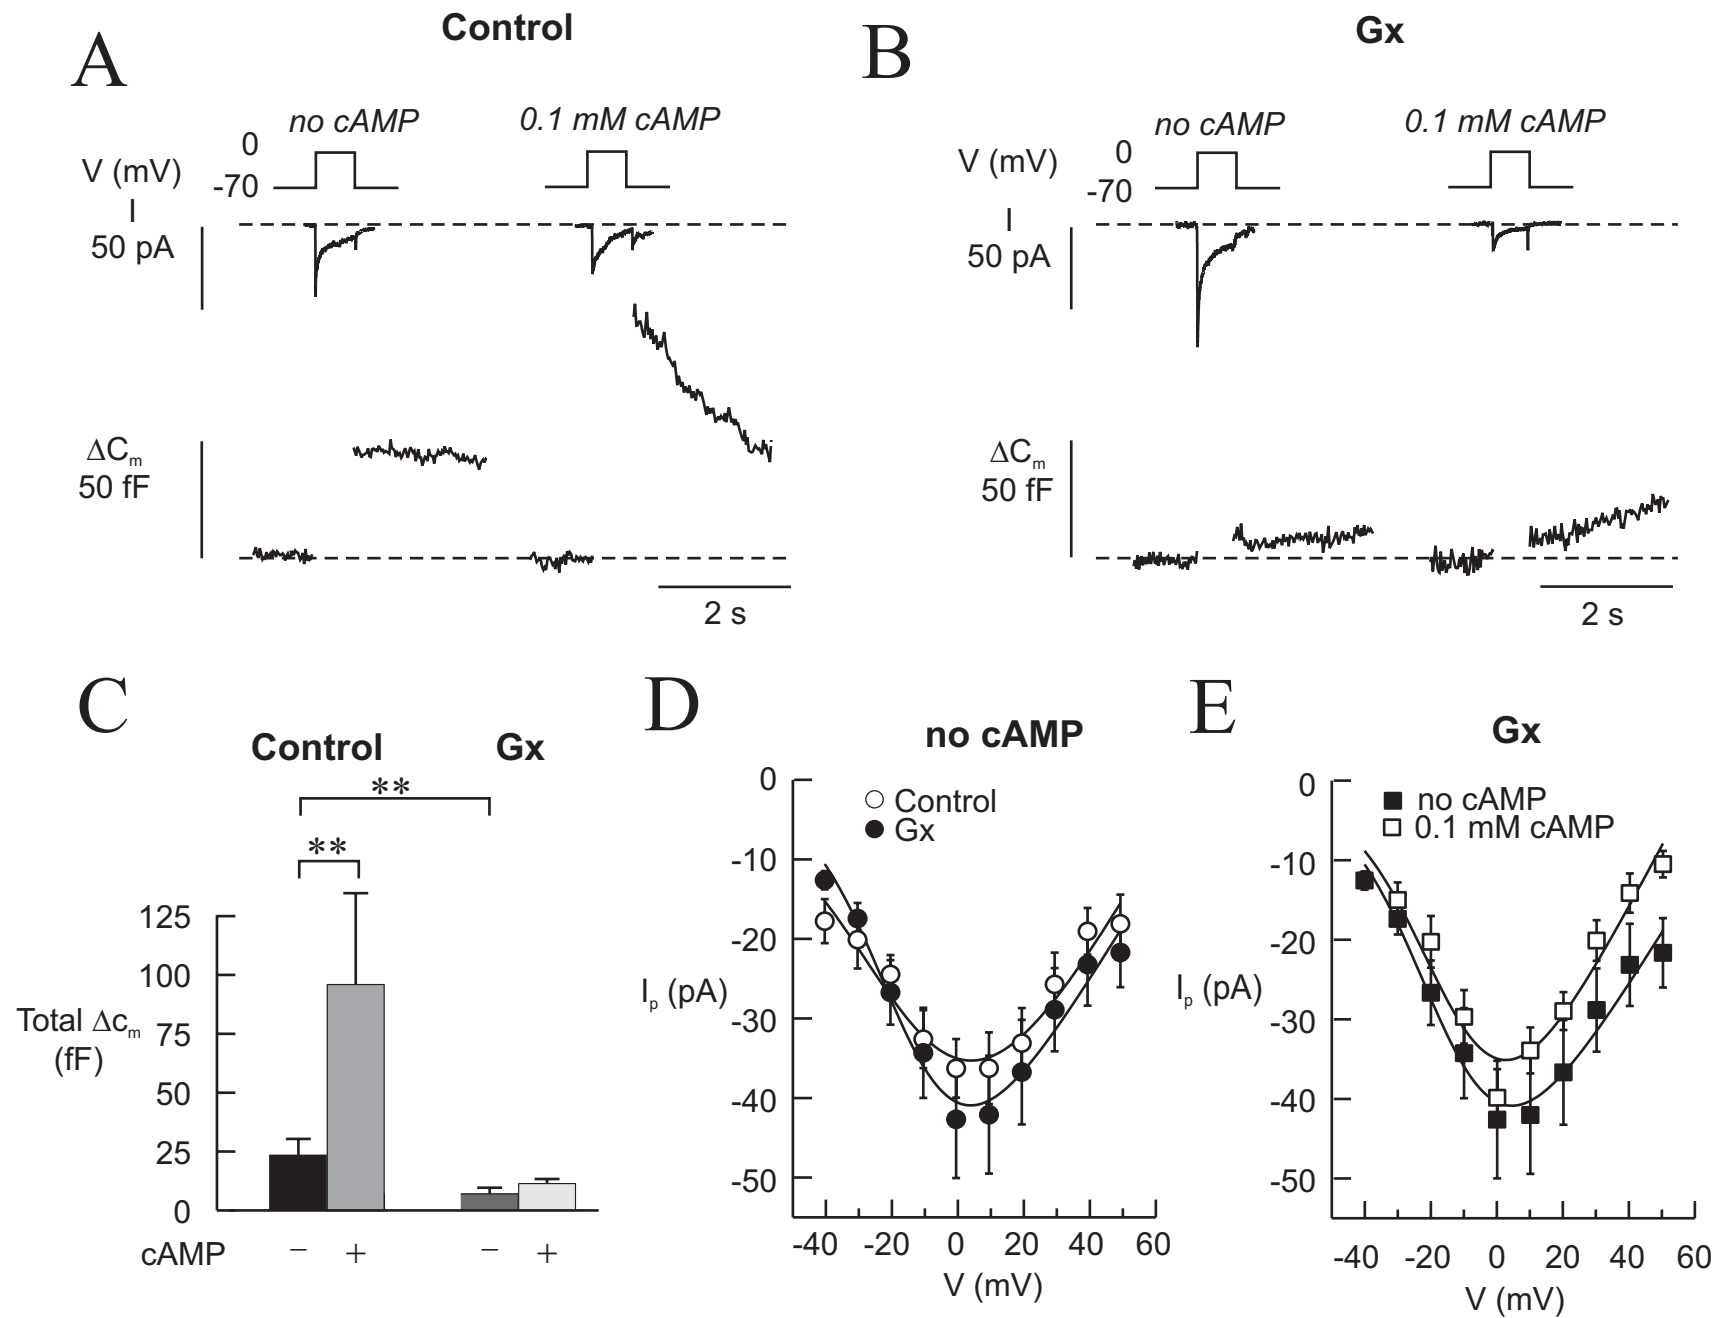 A
Control
no cAMP
0.1 mM cAMP
V (mV)
0
-70
I
50 pA
ΔCm
50 fF
2 s
B
Gx
no cAMP
0.1 mM cAMP
V (mV)
0
-70
I
50 pA
ΔCm
50 fF
2 s
C
Control
Gx
**
**
125
100
75
50
25
0
Total Δcm
(fF)
cAMP
− + − +
D
no cAMP
Control
Gx
0
-10
-20
-30
-40
-50
Ip (pA)
-40 -20 0 20 40 60
V (mV)
E
Gx
no cAMP
0.1 mM cAMP
0
-10
-20
-30
-40
-50
Ip (pA)
-40 -20 0 20 40 60
V (mV)